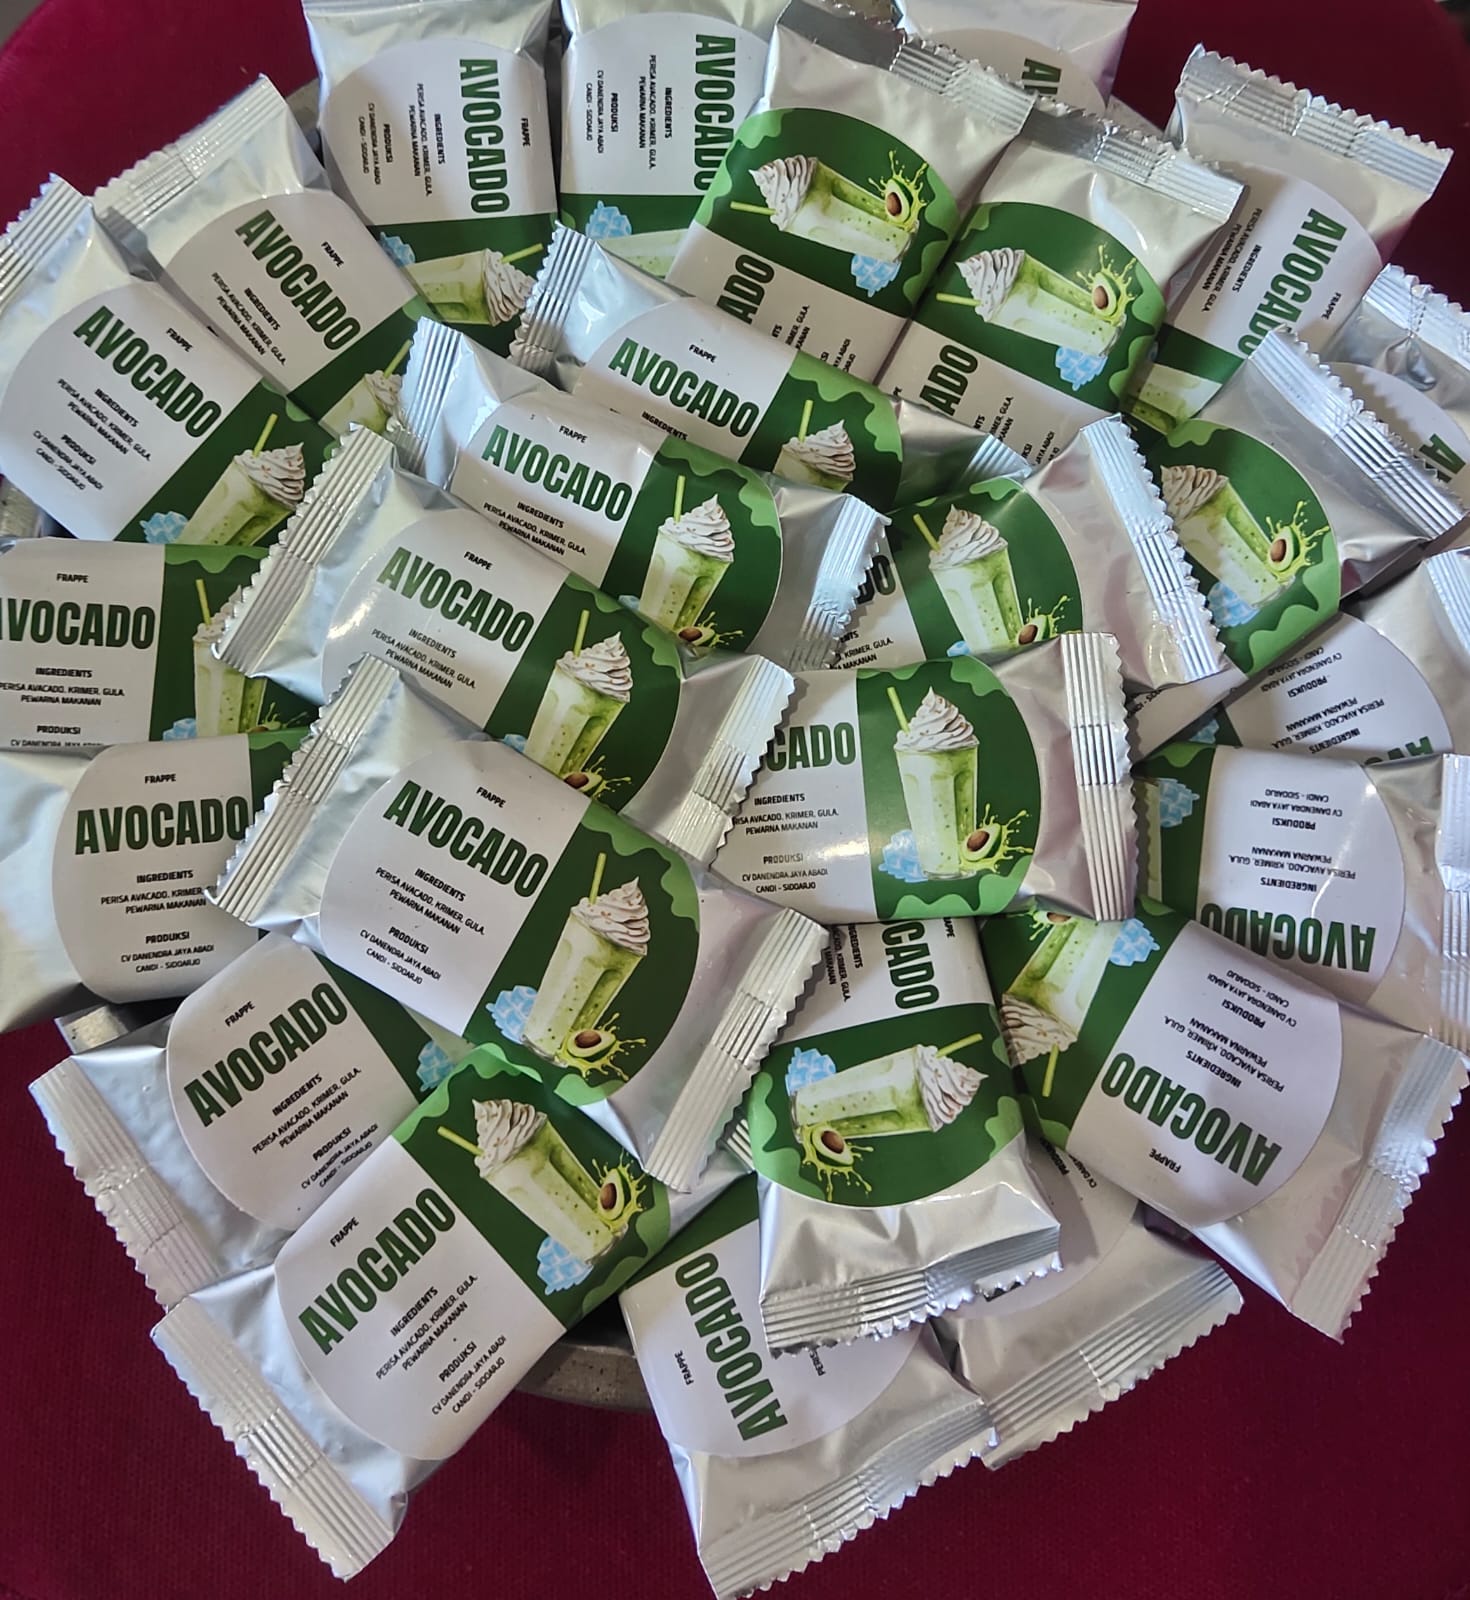 FRAPPE
AVOCADO
INGREDIENTS
PERISA AVACADO, KRIMER, GULA,
PEWARNA MAKANAN
PRODUKSI
CV DANENDRA JAYA ABADI
CANDI - SIDOARJO